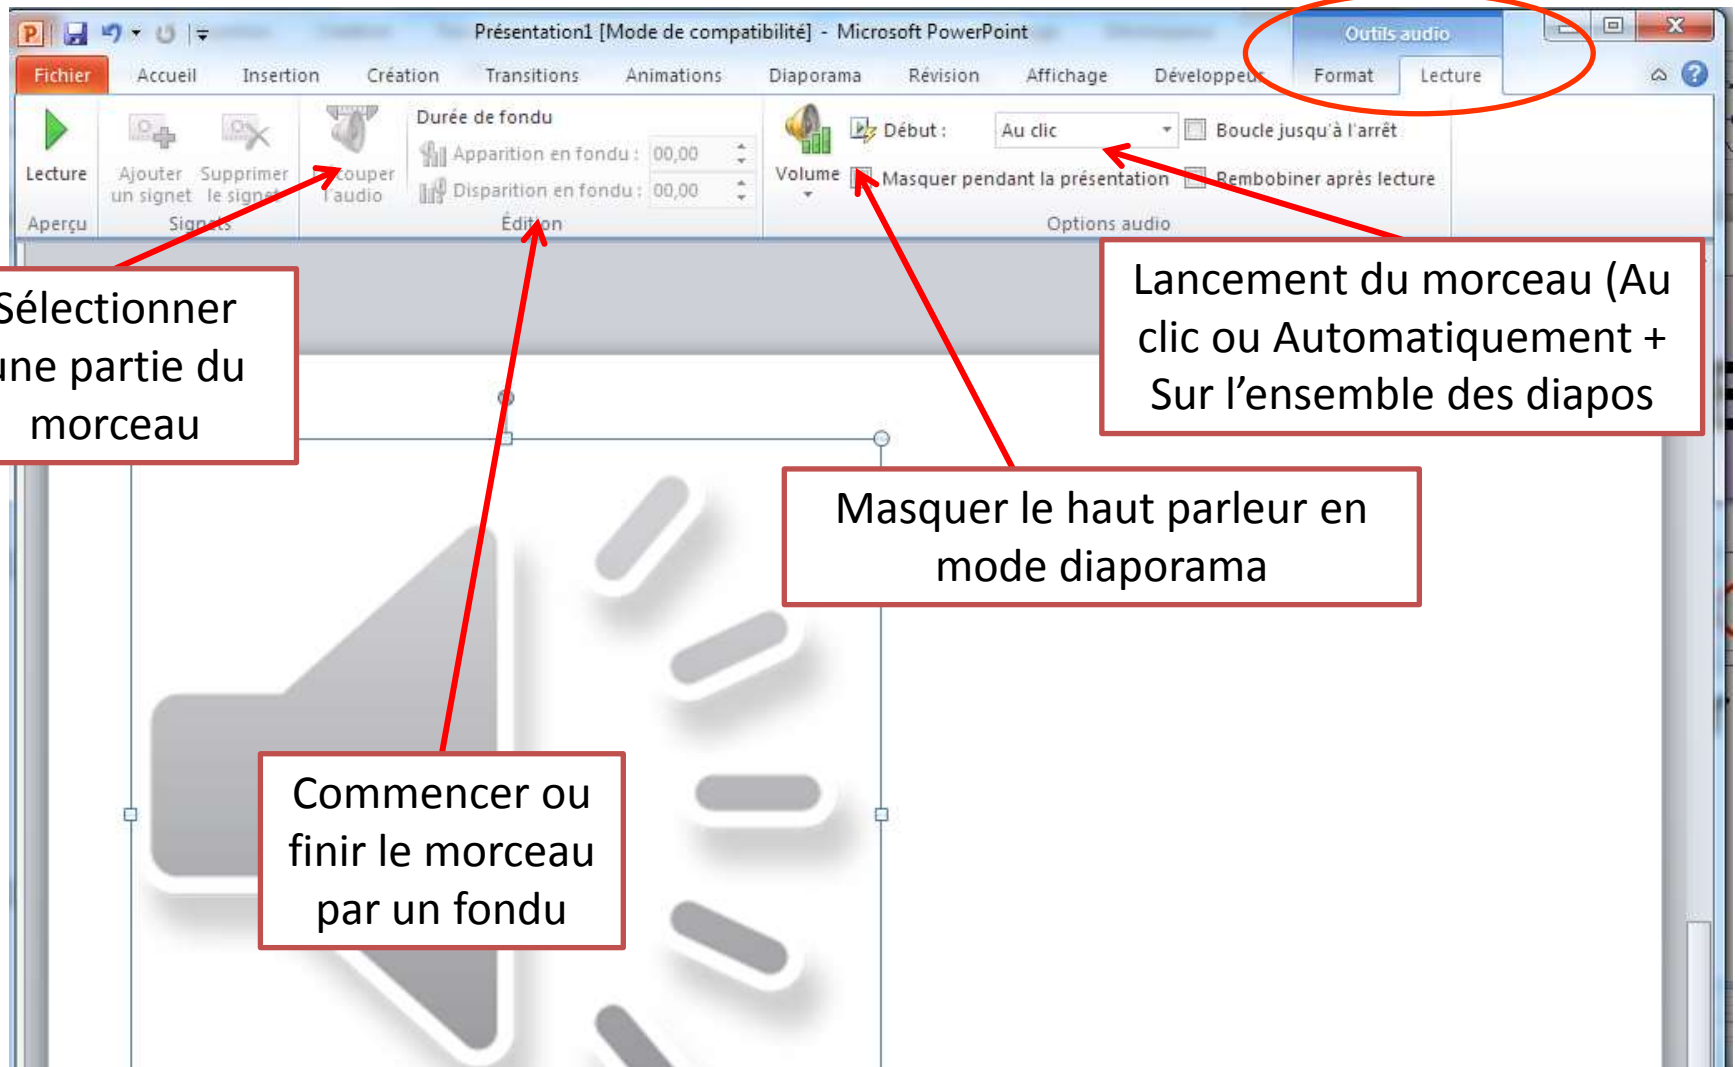 Présentation1 [Mode de compatibilité] - Microsoft PowerPoint
Outils audio
Fichier Accueil Insertion Création Transitions Animations Diaporama Révision Affichage Développeur Format Lecture
Lecture
Ajouter un signet
Supprimer le signet
l'audio
Durée de fondu
Apparition en fondu : 00,00
Disparition en fondu : 00,00
Volume
Début : Au clic
Masquer pendant la présentation
Boucle jusqu'à l'arrêt
Rembobiner après lecture
Aperçu Signets Édition Options audio
Sélectionner
une partie du
morceau
Lancement du morceau (Au
clic ou Automatiquement +
Sur l'ensemble des diapos
Masquer le haut parleur en
mode diaporama
Commencer ou
finir le morceau
par un fondu